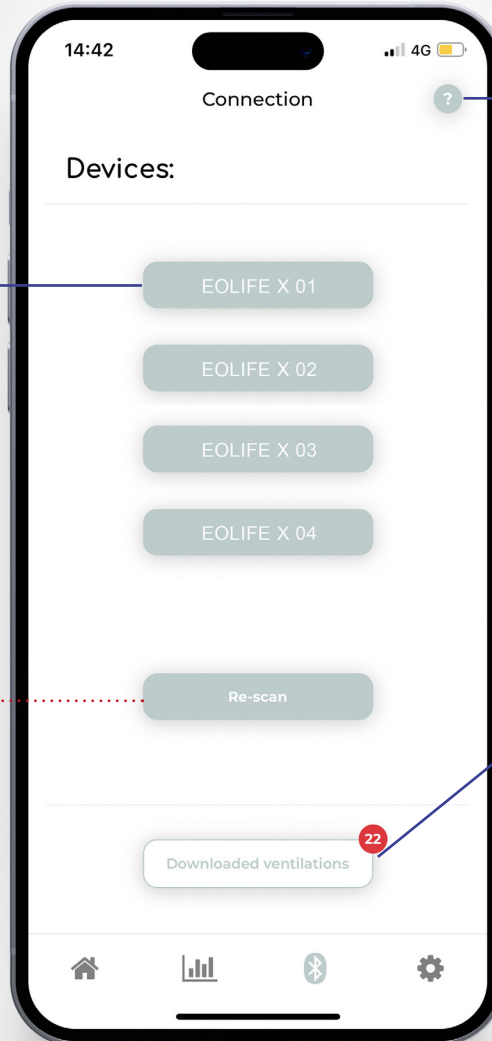 14:42
4G
Connection
?
Devices:
EOLIFE X 01
EOLIFE X 02
EOLIFE X 03
EOLIFE X 04
Re-scan
22
Downloaded ventilations